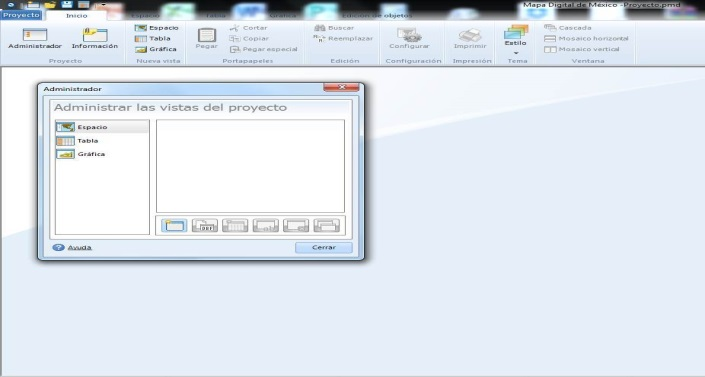 Mapa Digital de México - Proyecto.pmd
Proyecto Inicio Espacio Tabla Gráfica Edición de objetos
Espacio Cortar Buscar Cascada
Tabla Copiar Reemplazar Mosaico horizontal
Administrador Información Gráfica Pegar Pegar especial Configurar Imprimir Estilo Mosaico vertical
Proyecto Nueva vista Portapapeles Edición Configuración Impresión Tema Ventana
Administrador
Administrar las vistas del proyecto
Espacio
Tabla
Gráfica
Ayuda Cerrar